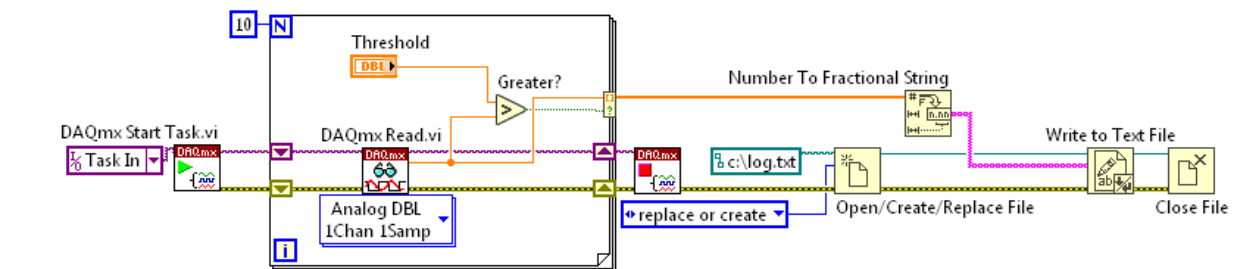 10
N
Threshold
DBL
Greater?
?
Number To Fractional String
#
F
n.nn
DAQmx Start Task.vi
DAQmx Read.vi
Write to Text File
Task In
DAQmx
DAQmx
DAQmx
c:\log.txt
ab
Analog DBL
1Chan 1Samp
replace or create
Open/Create/Replace File
Close File
i